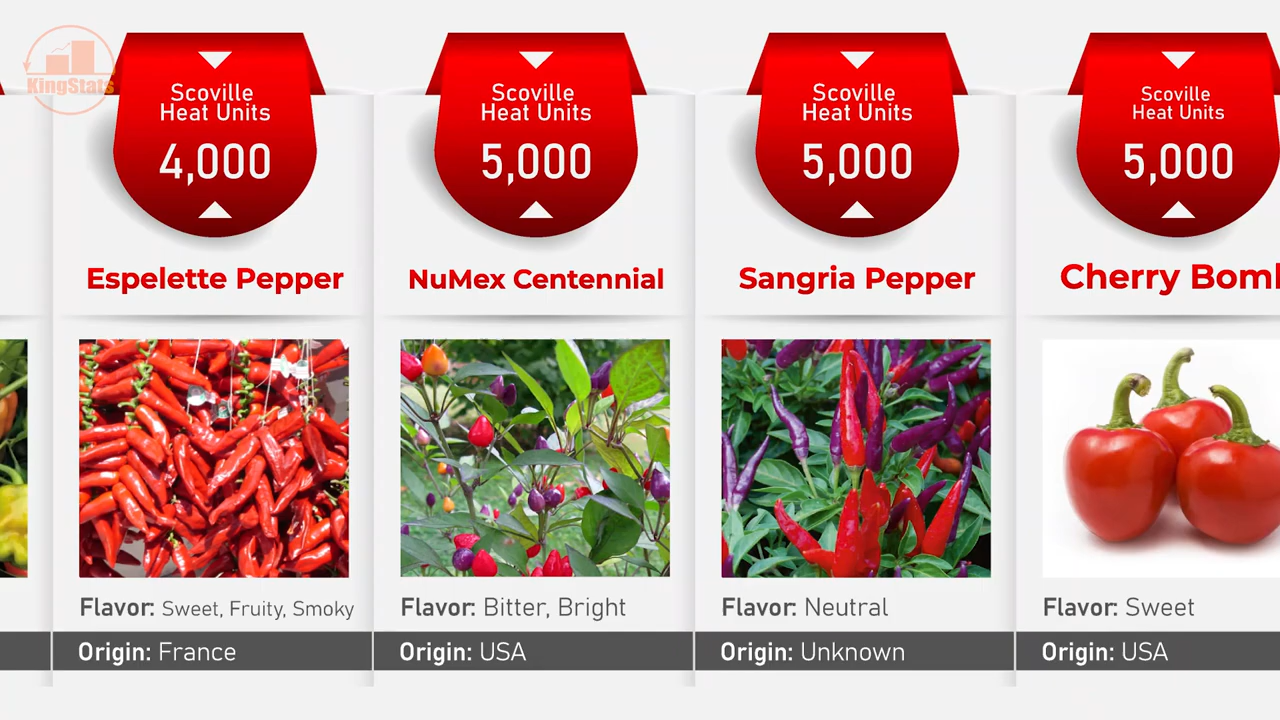 KingStats
Scoville
Heat Units
4,000
Espelette Pepper
Flavor: Sweet, Fruity, Smoky
Origin: France
Scoville
Heat Units
5,000
NuMex Centennial
Flavor: Bitter, Bright
Origin: USA
Scoville
Heat Units
5,000
Sangria Pepper
Flavor: Neutral
Origin: Unknown
Scoville
Heat Units
5,000
Cherry Bom
Flavor: Sweet
Origin: USA